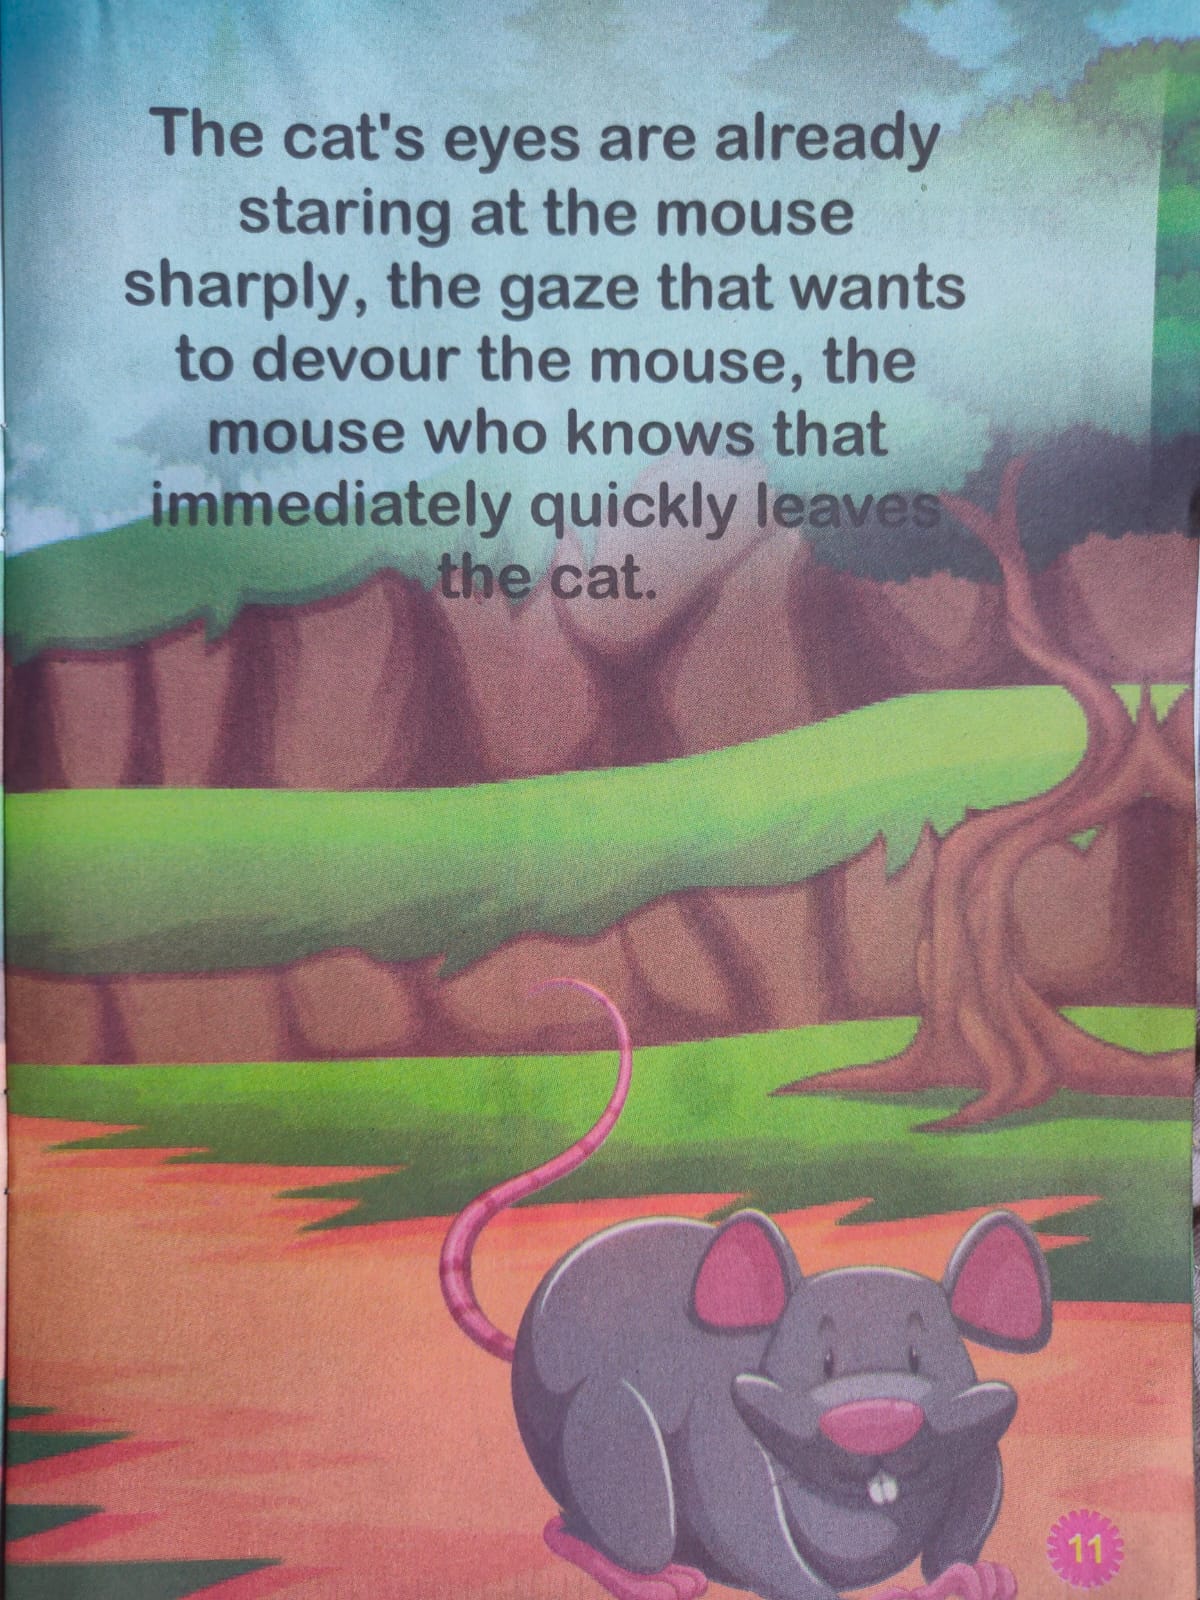 The cat's eyes are already
staring at the mouse
sharply, the gaze that wants
to devour the mouse, the
mouse who knows that
immediately quickly leaves
the cat.
11